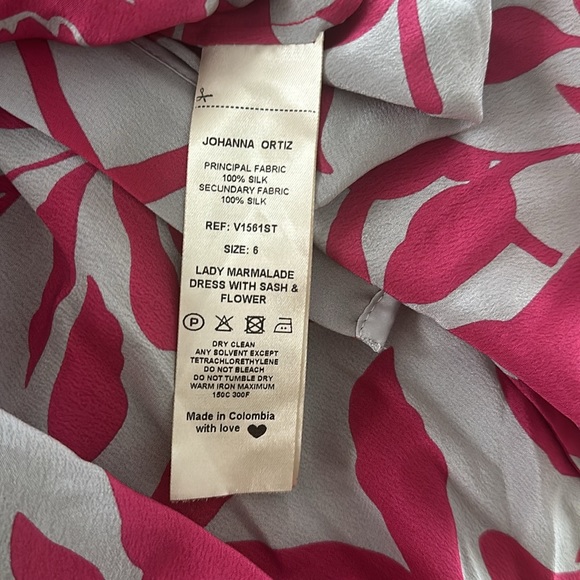 JOHANNA ORTIZ
PRINCIPAL FABRIC
100% SILK
SECUNDARY FABRIC
100% SILK
REF: V1561ST
SIZE: 6
LADY MARMALADE
DRESS WITH SASH &
FLOWER
P
DRY CLEAN
ANY SOLVENT EXCEPT
TETRACHLORETHYLENE
DO NOT BLEACH
DO NOT TUMBLE DRY
WARM IRON MAXIMUM
150C 300F
Made in Colombia
with love